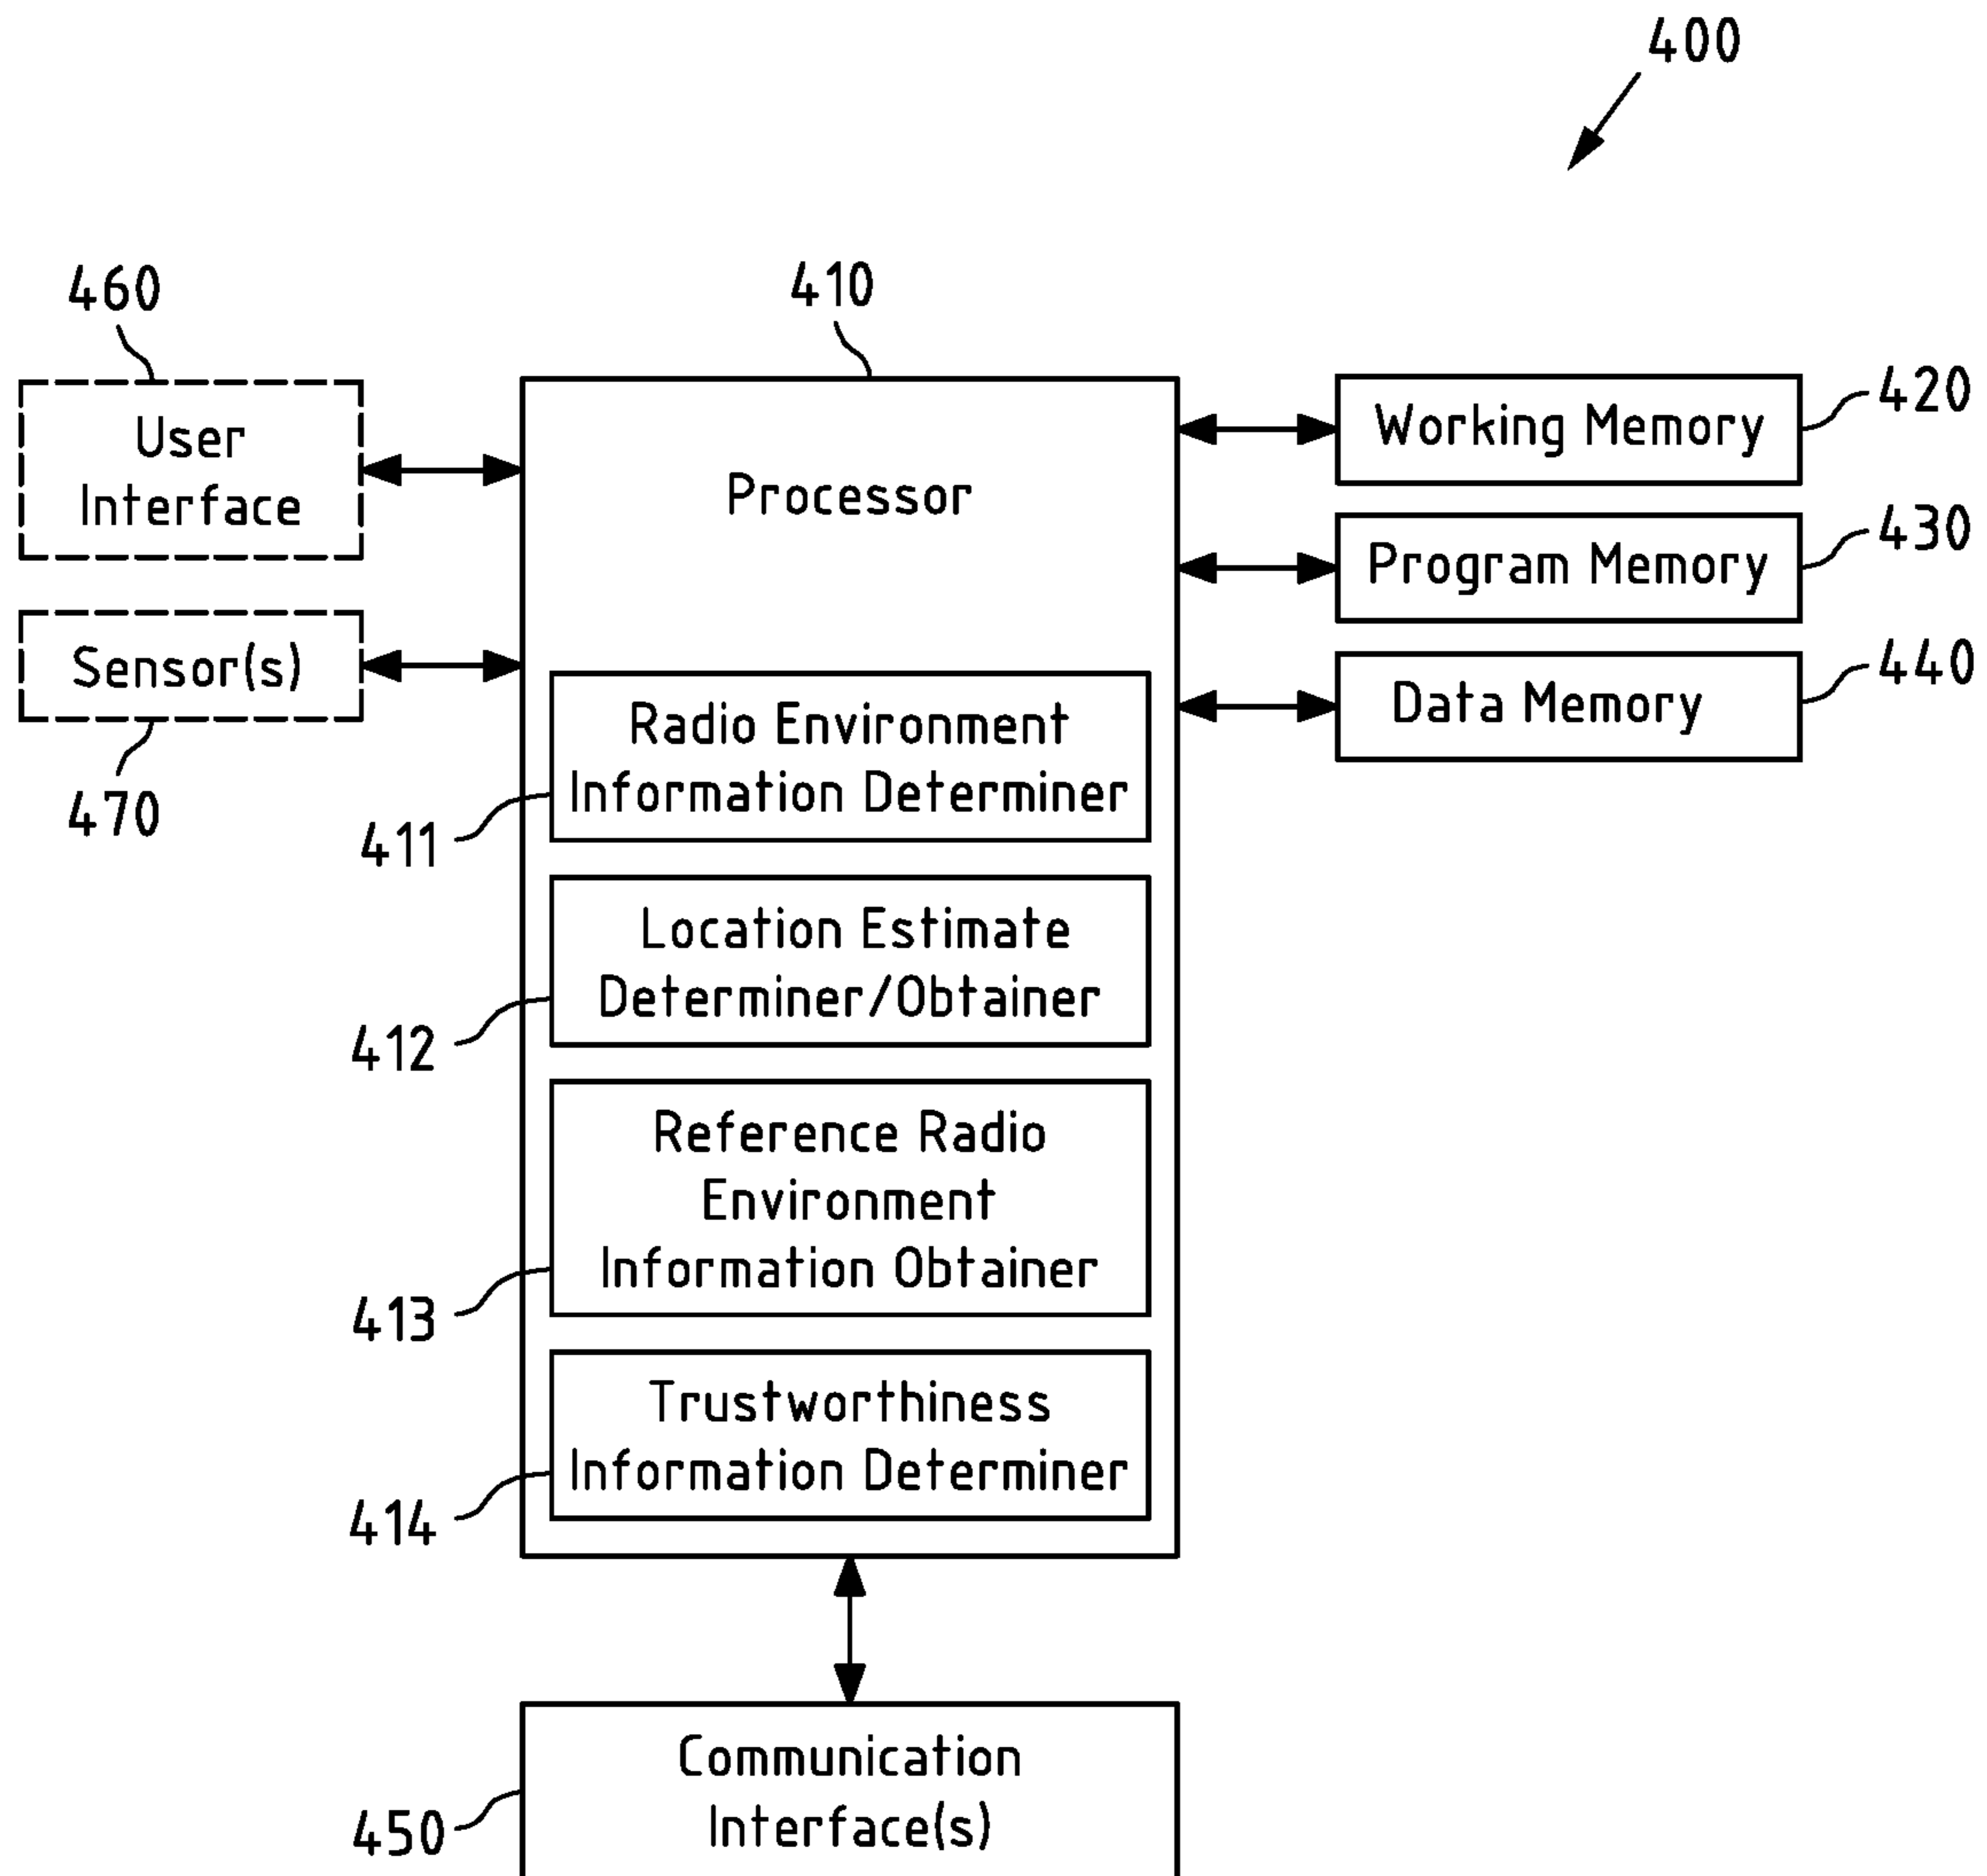 400
460
410
User
Interface
Processor
Working Memory
420
Program Memory
430
Sensor(s)
470
Data Memory
440
Radio Environment
Information Determiner
411
Location Estimate
Determiner/Obtainer
412
Reference Radio
Environment
Information Obtainer
413
Trustworthiness
Information Determiner
414
Communication
Interface(s)
450